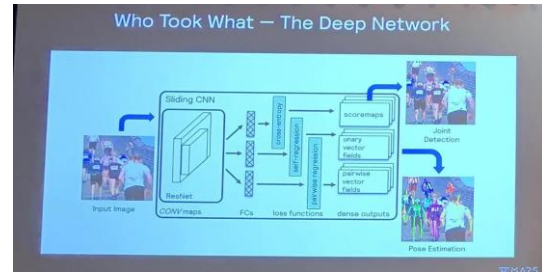 Who Took What — The Deep Network
Sliding CNN
ResNet
Input Image
CONV maps
FCs
cross-entropy
self-regression
pairwise regression
loss functions
scoremaps
unary
vector
fields
pairwise
vector
fields
dense outputs
Joint
Detection
Pose Estimation